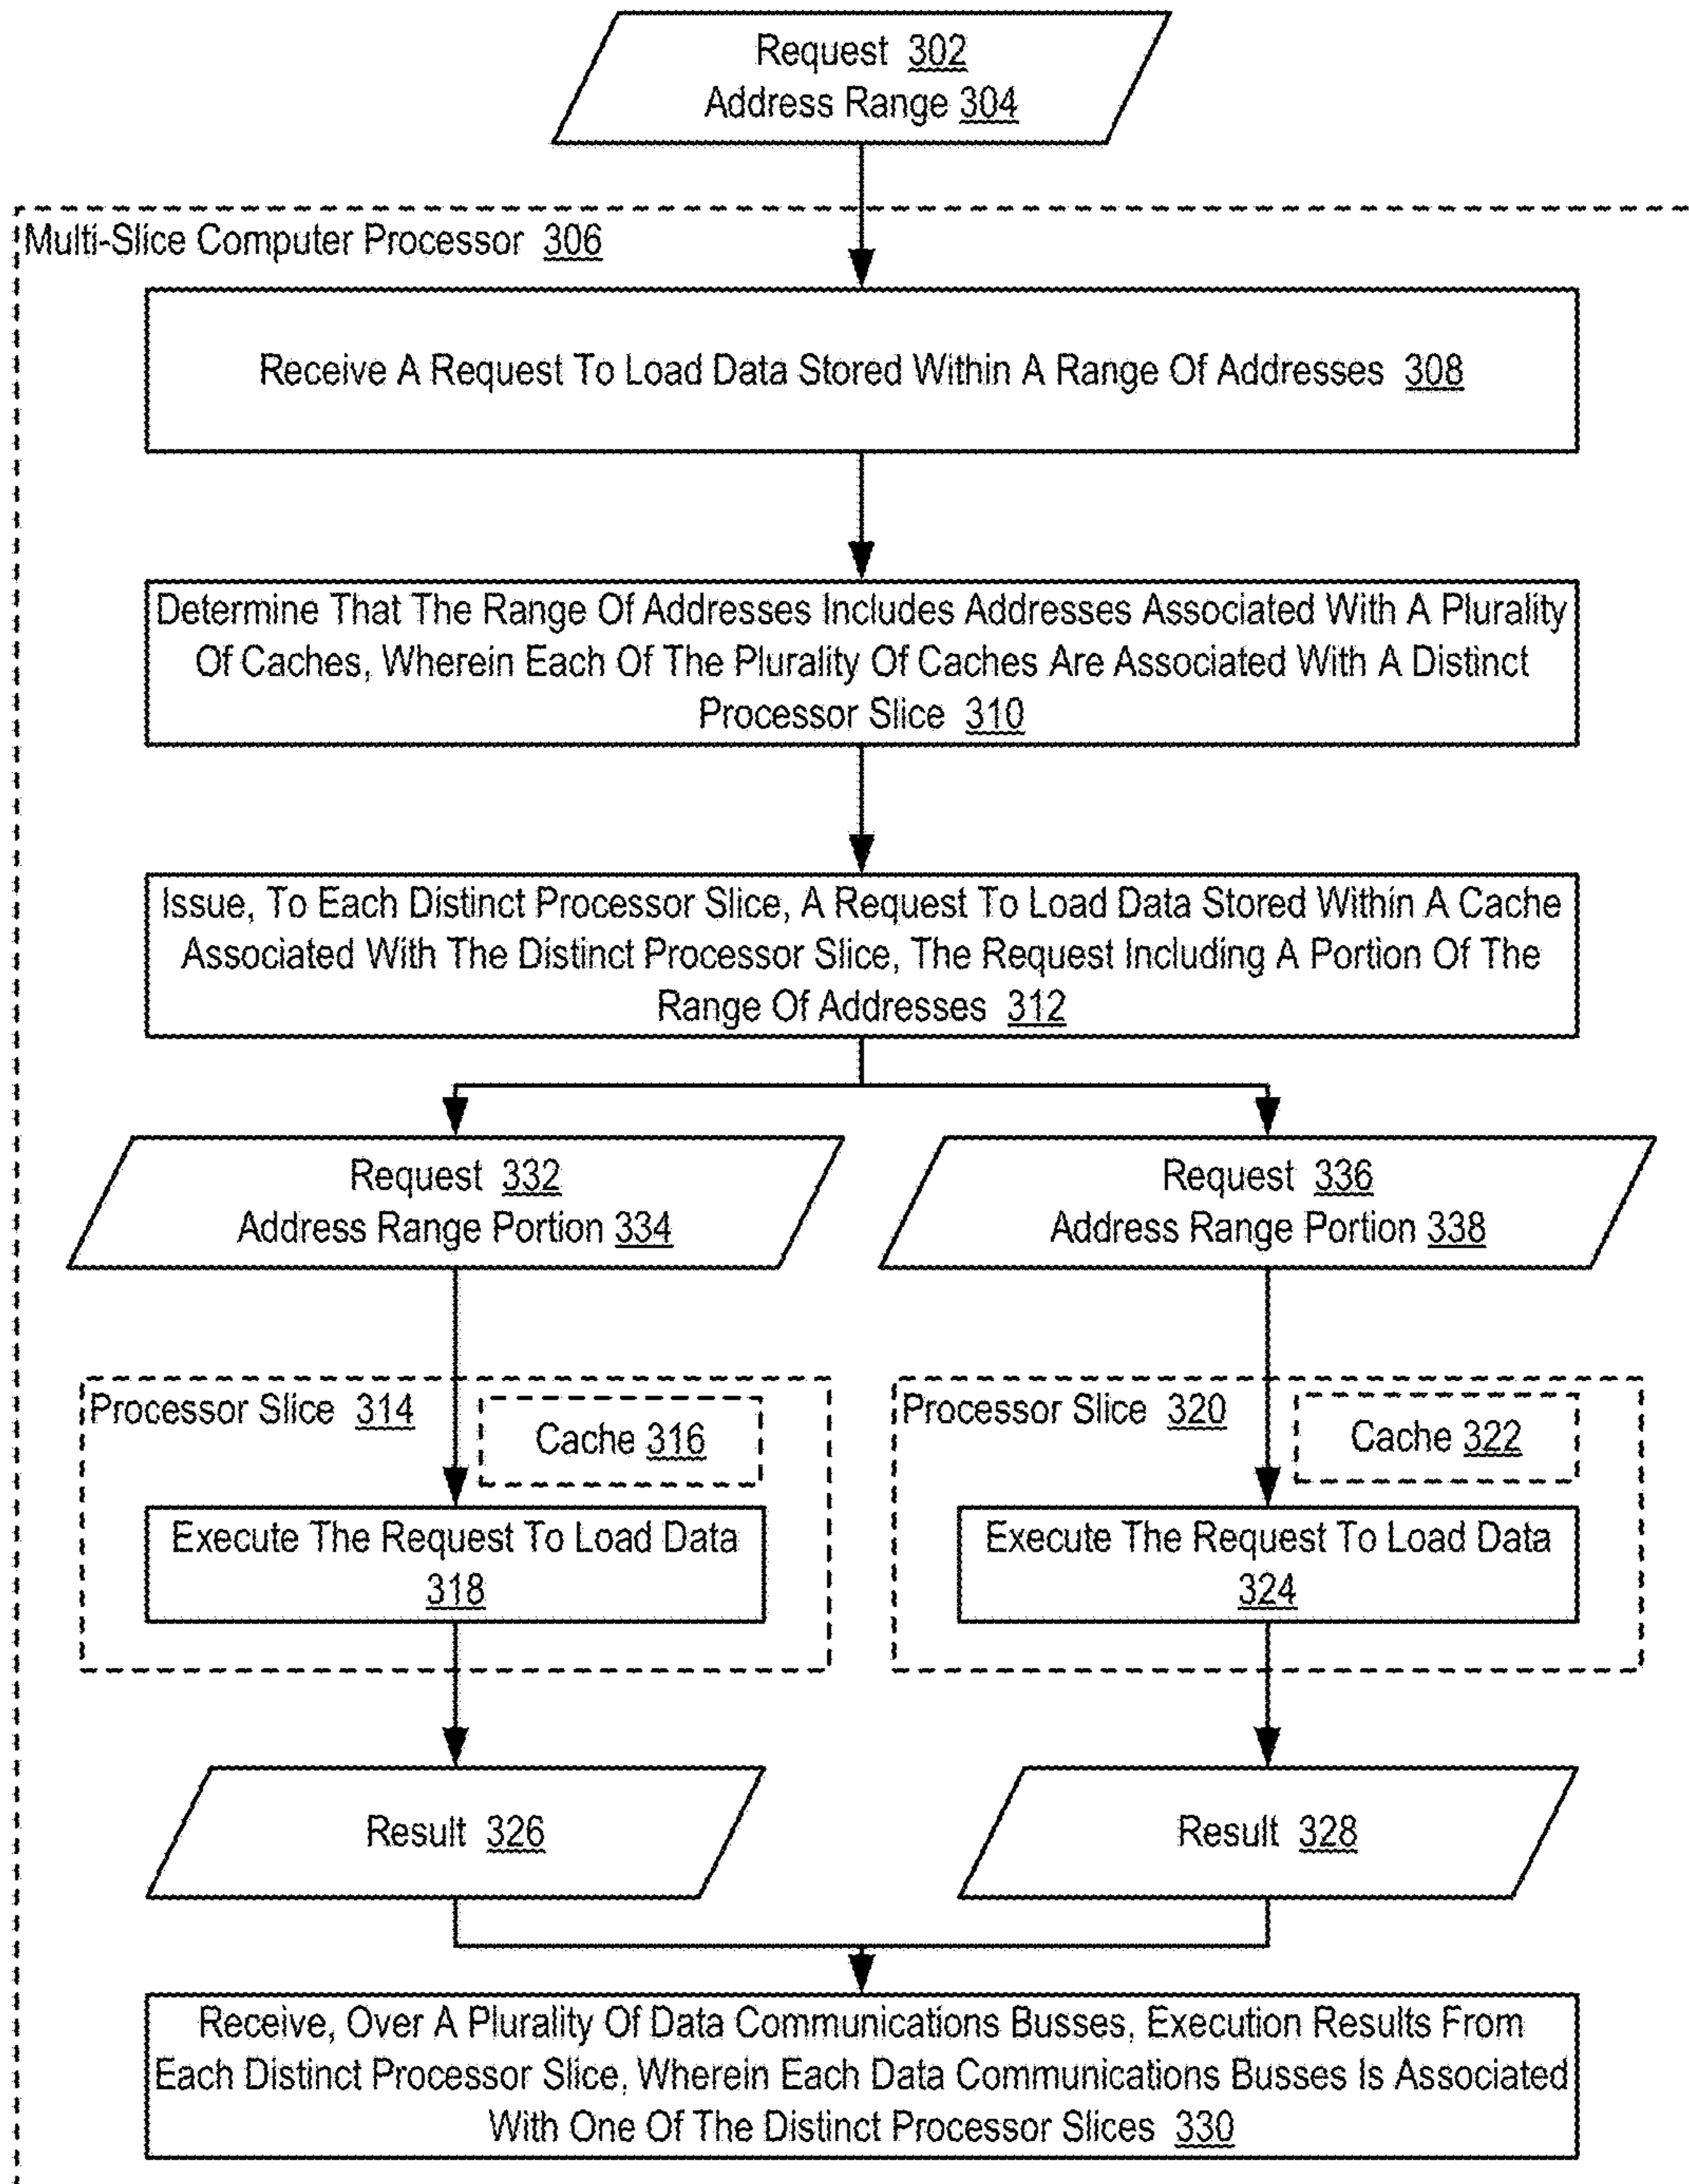 Request 302
Address Range 304
Multi-Slice Computer Processor 306
Receive A Request To Load Data Stored Within A Range Of Addresses 308
Determine That The Range Of Addresses Includes Addresses Associated With A Plurality
Of Caches, Wherein Each Of The Plurality Of Caches Are Associated With A Distinct
Processor Slice 310
Issue, To Each Distinct Processor Slice, A Request To Load Data Stored Within A Cache
Associated With The Distinct Processor Slice, The Request Including A Portion Of The
Range Of Addresses 312
Request 332
Address Range Portion 334
Request 336
Address Range Portion 338
Processor Slice 314
Cache 316
Execute The Request To Load Data
318
Processor Slice 320
Cache 322
Execute The Request To Load Data
324
Result 326
Result 328
Receive, Over A Plurality Of Data Communications Busses, Execution Results From
Each Distinct Processor Slice, Wherein Each Data Communications Busses Is Associated
With One Of The Distinct Processor Slices 330